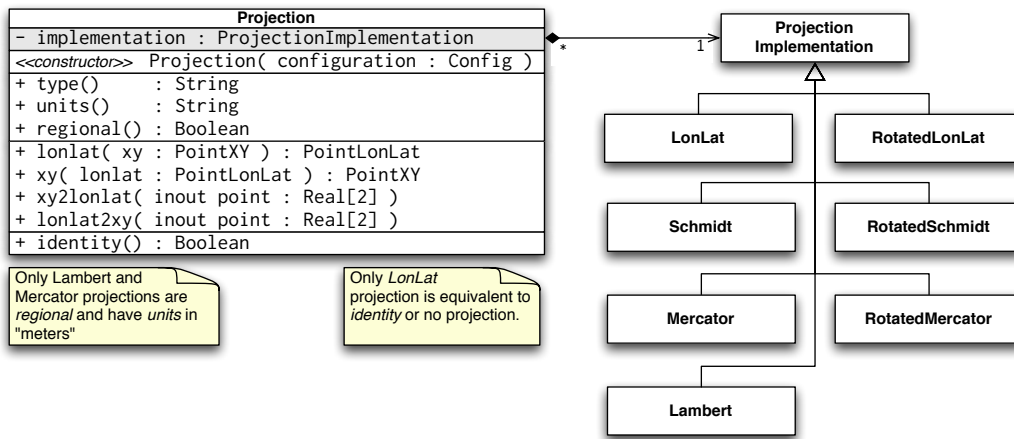 Projection
- implementation : ProjectionImplementation
<<constructor>> Projection( configuration : Config )
+ type() : String
+ units() : String
+ regional() : Boolean
+ lonlat( xy : PointXY ) : PointLonLat
+ xy( lonlat : PointLonLat ) : PointXY
+ xy2lonlat( inout point : Real[2] )
+ lonlat2xy( inout point : Real[2] )
+ identity() : Boolean
* 1
Projection
Implementation
LonLat
RotatedLonLat
Schmidt
RotatedSchmidt
Mercator
RotatedMercator
Lambert
Only Lambert and
Mercator projections are
regional and have units in
"meters"
Only LonLat
projection is equivalent to
identity or no projection.